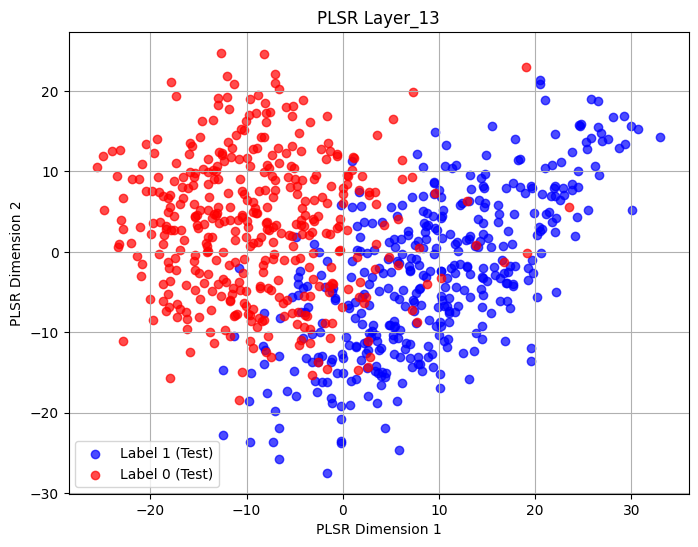 PLSR Layer_13
PLSR Dimension 2
20
10
0
−10
−20
−30
Label 1 (Test)
Label 0 (Test)
−20 −10 0 10 20 30
PLSR Dimension 1